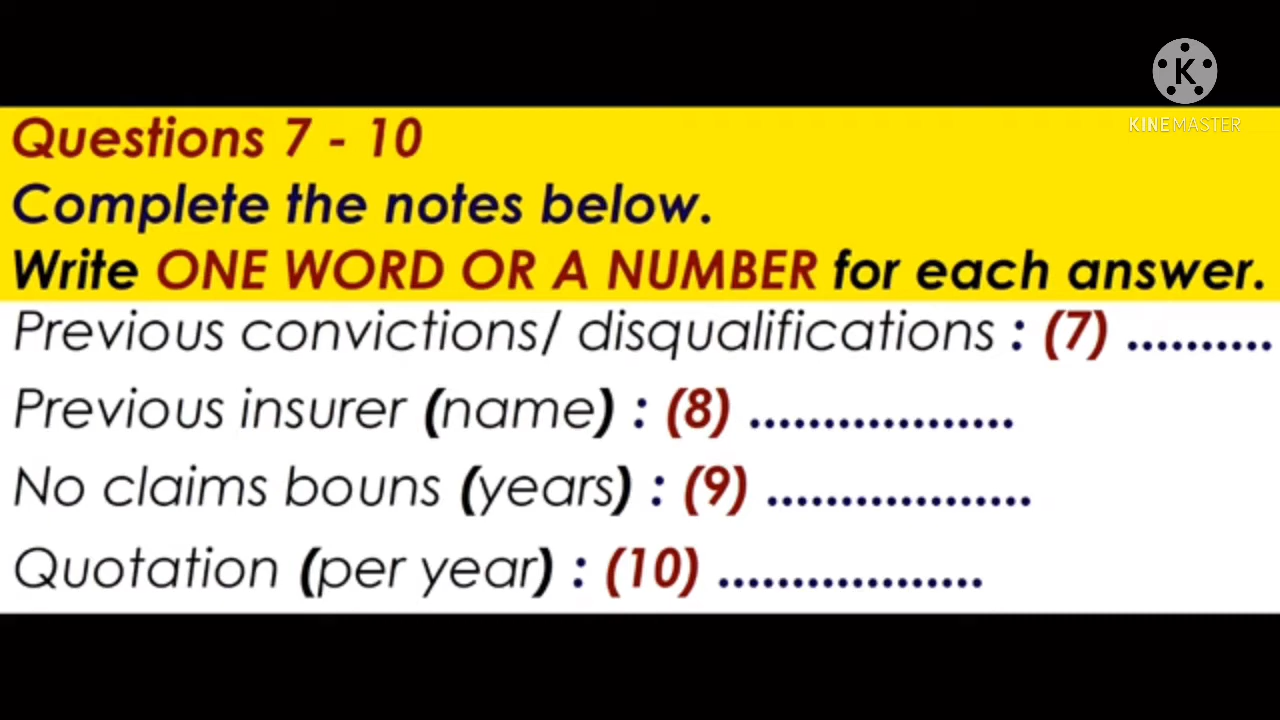 K
KINEMASTER
Questions 7 - 10
Complete the notes below.
Write ONE WORD OR A NUMBER for each answer.
Previous convictions/ disqualifications : (7) ..........
Previous insurer (name) : (8) ..................
No claims bouns (years) : (9) ..................
Quotation (per year) : (10) ..................